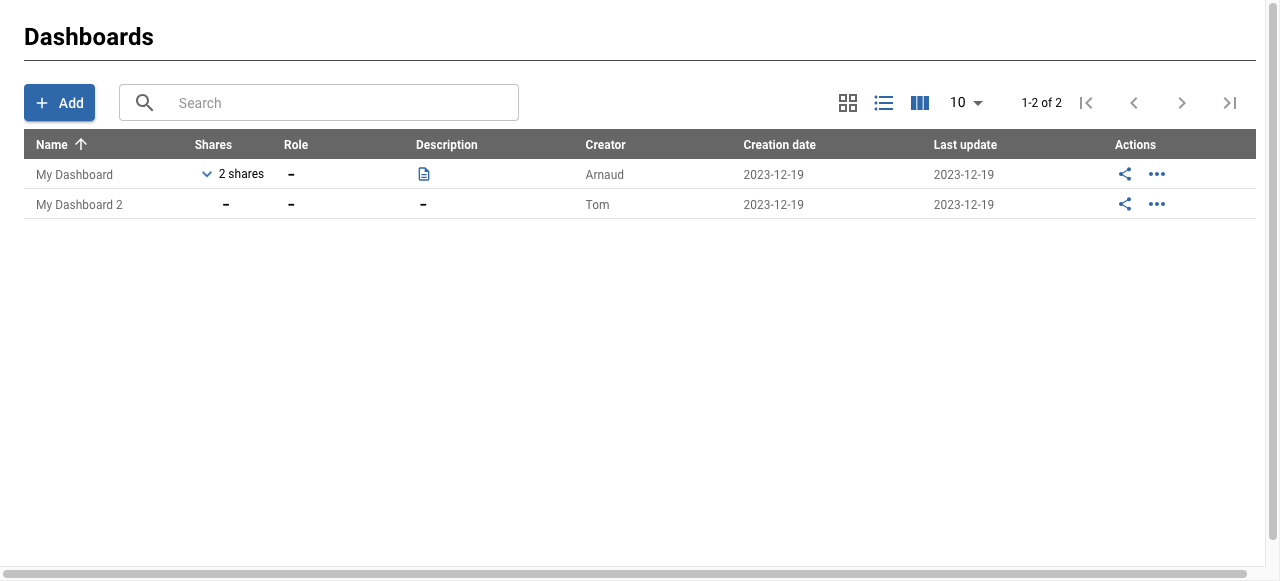 Dashboards
Add
Search
10
1-2 of 2
Name Shares Role Description Creator Creation date Last update Actions
My Dashboard 2 shares - Arnaud 2023-12-19 2023-12-19
My Dashboard 2 - - - Tom 2023-12-19 2023-12-19